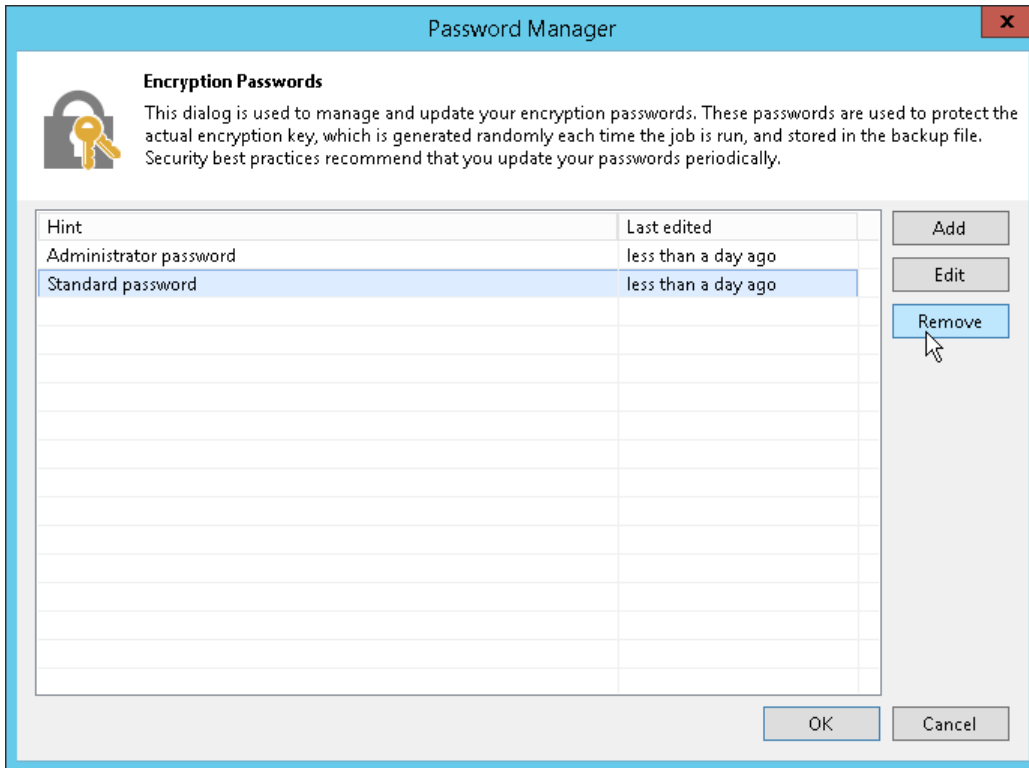 Password Manager
x
Encryption Passwords
This dialog is used to manage and update your encryption passwords. These passwords are used to protect the
actual encryption key, which is generated randomly each time the job is run, and stored in the backup file.
Security best practices recommend that you update your passwords periodically.
Hint Last edited
Administrator password less than a day ago
Standard password less than a day ago
Add
Edit
Remove
OK Cancel